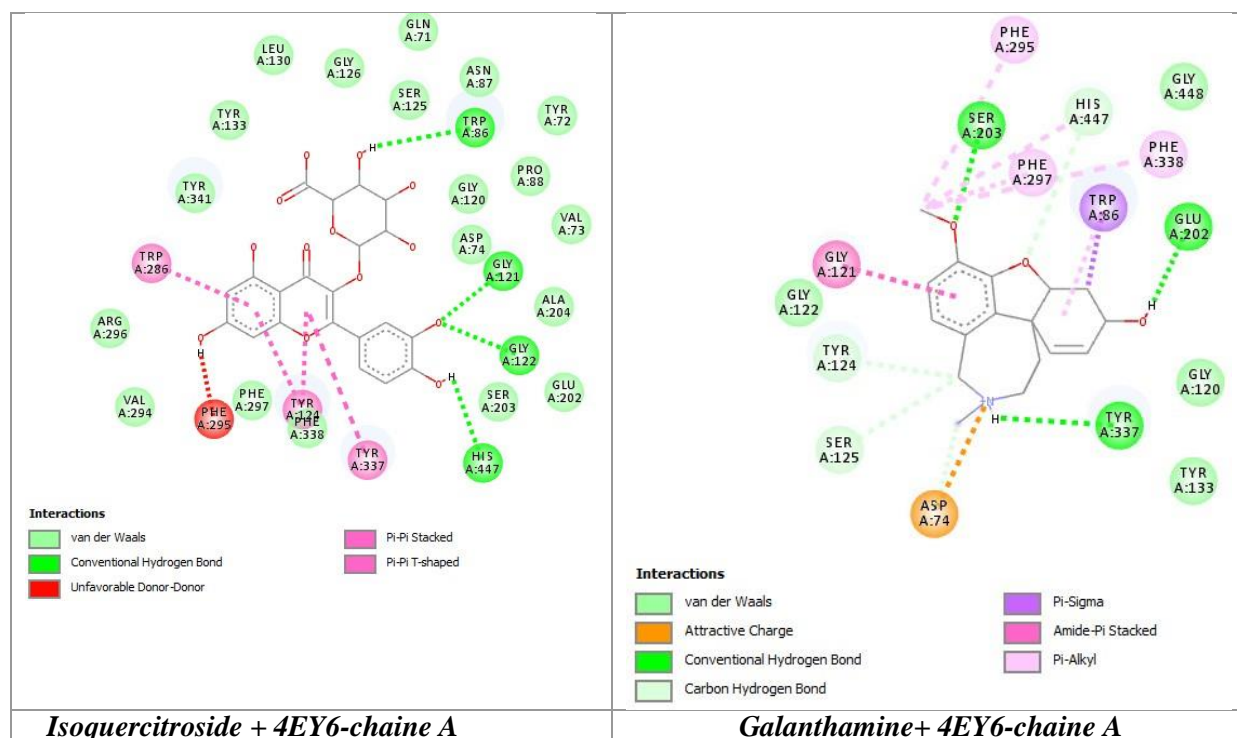 GLN
A:71
LEU
A:130
GLY
A:126
ASN
A:87
SER
A:125
TYR
A:133
TRP
A:86
TYR
A:72
H
O
O
O
TYR
A:341
GLY
A:120
PRO
A:88
VAL
A:73
O
O
O
ASP
A:74
TRP
A:286
O
O
O
GLY
A:121
ALA
A:204
ARG
A:296
O
GLY
A:122
O
H
O
O
H
SER
A:203
GLU
A:202
VAL
A:294
PHE
A:295
PHE
A:297
TYR
A:124
PHE
A:338
TYR
A:337
HIS
A:447
Interactions
van der Waals
Conventional Hydrogen Bond
Unfavorable Donor-Donor
Pi-Pi Stacked
Pi-Pi T-shaped
Isoquercitroside + 4EY6-chaine A
PHE
A:295
GLY
A:448
SER
A:203
HIS
A:447
PHE
A:338
PHE
A:297
TRP
A:86
GLU
A:202
O
O
GLY
A:121
GLY
A:122
H
O
TYR
A:124
GLY
A:120
N
H
TYR
A:337
SER
A:125
TYR
A:133
ASP
A:74
Interactions
van der Waals
Attractive Charge
Conventional Hydrogen Bond
Carbon Hydrogen Bond
Pi-Sigma
Amide-Pi Stacked
Pi-Alkyl
Galanthamine+ 4EY6-chaine A